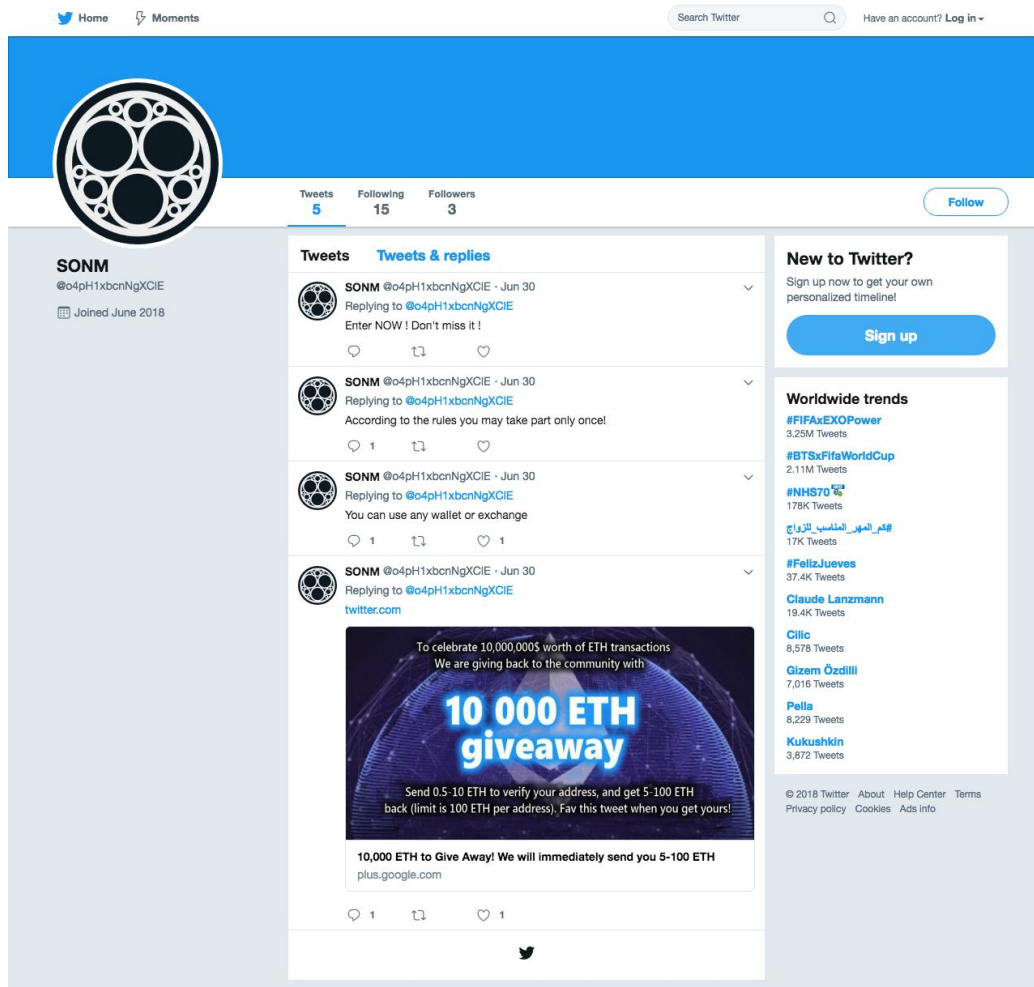 Home Moments Search Twitter Have an account? Log in
Tweets Following Followers
5 15 3
Follow
SONM
@o4pH1xbcnNgXClE
Joined June 2018
Tweets Tweets & replies
SONM @o4pH1xbcnNgXClE · Jun 30
Replying to @o4pH1xbcnNgXClE
Enter NOW ! Don't miss it !
SONM @o4pH1xbcnNgXClE · Jun 30
Replying to @o4pH1xbcnNgXClE
According to the rules you may take part only once!
1
SONM @o4pH1xbcnNgXClE · Jun 30
Replying to @o4pH1xbcnNgXClE
You can use any wallet or exchange
1 1
SONM @o4pH1xbcnNgXClE · Jun 30
Replying to @o4pH1xbcnNgXClE
twitter.com
To celebrate 10,000,000$ worth of ETH transactions
We are giving back to the community with
10 000 ETH
giveaway
Send 0.5-10 ETH to verify your address, and get 5-100 ETH
back (limit is 100 ETH per address). Fav this tweet when you get yours!
10,000 ETH to Give Away! We will immediately send you 5-100 ETH
plus.google.com
1 1
New to Twitter?
Sign up now to get your own
personalized timeline!
Sign up
Worldwide trends
#FIFAxEXOPower
3.25M Tweets
#BTSxFifaWorldCup
2.11M Tweets
#NHS70
178K Tweets
#كم_المهر_المناسب_للزواج
17K Tweets
#FelizJueves
37.4K Tweets
Claude Lanzmann
19.4K Tweets
Cilic
8,578 Tweets
Gizem Özdilli
7,016 Tweets
Pella
8,229 Tweets
Kukushkin
3,872 Tweets
© 2018 Twitter About Help Center Terms
Privacy policy Cookies Ads info